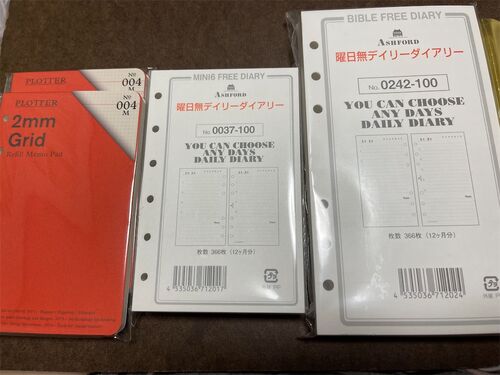 PLOTTER
Nº
004
M
PLOTTER
Nº
004
M
2mm
Grid
Refill Memo Pad
MINI6 FREE DIARY
ASHFORD
曜日無デイリーダイアリー
No. 0037-100
YOU CAN CHOOSE
ANY DAYS
DAILY DIARY
枚数 366枚 (12ヶ月分)
4 535036 712017
BIBLE FREE DIARY
ASHFORD
曜日無デイリーダイアリー
No. 0242-100
YOU CAN CHOOSE
ANY DAYS
DAILY DIARY
枚数 366枚 (12ヶ月分)
4 535036 712024